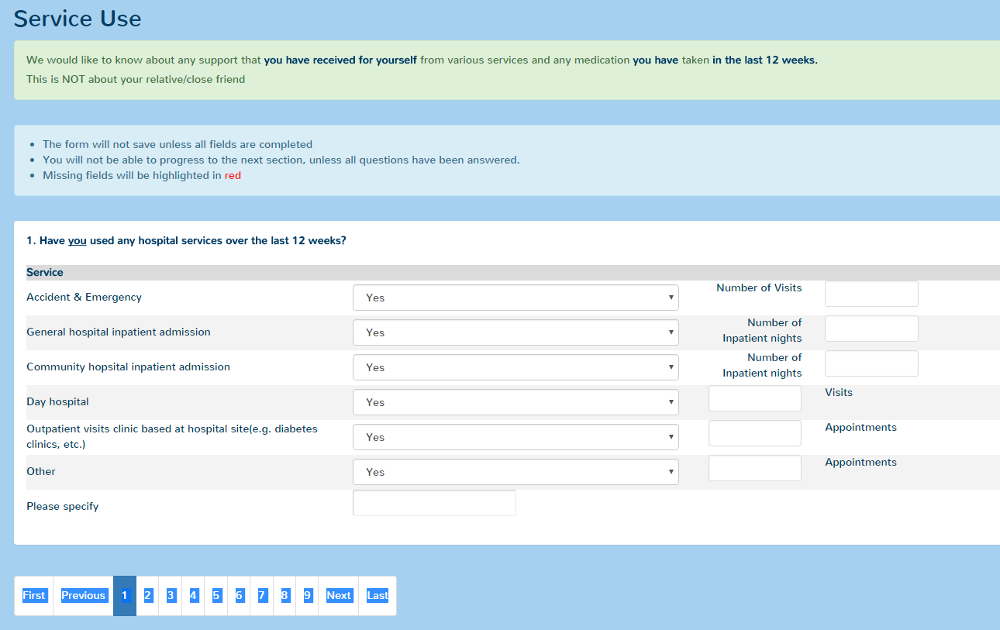 Service Use
We would like to know about any support that you have received for yourself from various services and any medication you have taken in the last 12 weeks.
This is NOT about your relative/close friend
The form will not save unless all fields are completed
You will not be able to progress to the next section, unless all questions have been answered.
Missing fields will be highlighted in red
1. Have you used any hospital services over the last 12 weeks?
Service
Accident & Emergency Yes Number of Visits
General hospital inpatient admission Yes Number of
Inpatient nights
Community hopsital inpatient admission Yes Number of
Inpatient nights
Day hospital Yes Visits
Outpatient visits clinic based at hospital site(e.g. diabetes
clinics, etc.) Yes Appointments
Other Yes Appointments
Please specify
First Previous 1 2 3 4 5 6 7 8 9 Next Last